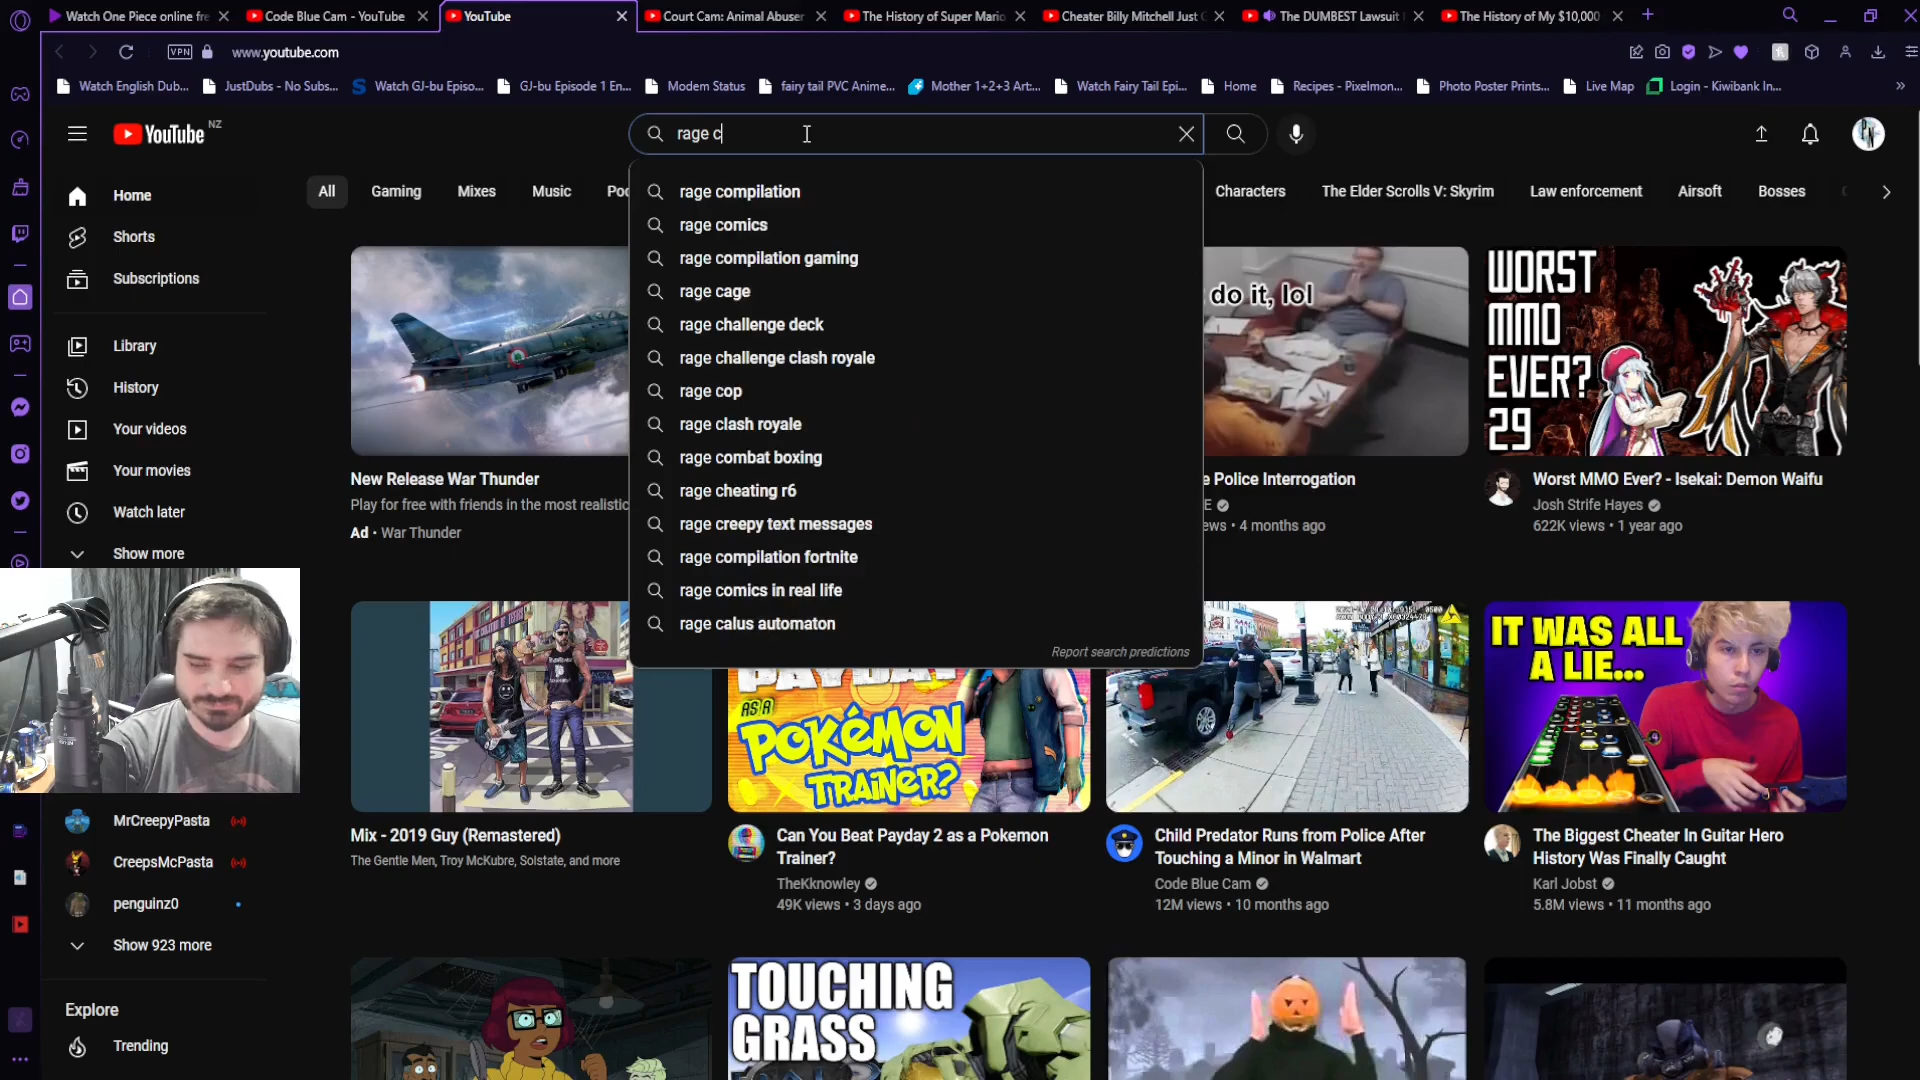 Watch One Piece online fre
Code Blue Cam - YouTube
YouTube
Court Cam: Animal Abuser
The History of Super Mario
Cheater Billy Mitchell Just G
The DUMBEST Lawsuit
The History of My $10,000
VPN
www.youtube.com
Watch English Dub...
JustDubs - No Subs...
Watch GJ-bu Episo...
GJ-bu Episode 1 En...
Modem Status
fairy tail PVC Anime...
Mother 1+2+3 Art:...
Watch Fairy Tail Epi...
Home
Recipes - Pixelmon...
Photo Poster Prints...
Live Map
Login - Kiwibank In...
YouTube NZ
rage c
Home
Shorts
Subscriptions
Library
History
Your videos
Your movies
Watch later
Show more
MrCreepyPasta
CreepsMcPasta
penguinz0
Show 923 more
Explore
Trending
All
Gaming
Mixes
Music
Characters
The Elder Scrolls V: Skyrim
Law enforcement
Airsoft
Bosses
rage compilation
rage comics
rage compilation gaming
rage cage
rage challenge deck
rage challenge clash royale
rage cop
rage clash royale
rage combat boxing
rage cheating r6
rage creepy text messages
rage compilation fortnite
rage comics in real life
rage calus automaton
Report search predictions
New Release War Thunder
Play for free with friends in the most realistic
Ad • War Thunder
do it, lol
e Police Interrogation
E
ews • 4 months ago
WORST
MMO
EVER?
29
Worst MMO Ever? - Isekai: Demon Waifu
Josh Strife Hayes
622K views • 1 year ago
Mix - 2019 Guy (Remastered)
The Gentle Men, Troy McKubre, Solstate, and more
PAYDAY
AS A
POKÉMON
TRAINER?
Can You Beat Payday 2 as a Pokemon
Trainer?
TheKknowley
49K views • 3 days ago
Child Predator Runs from Police After
Touching a Minor in Walmart
Code Blue Cam
12M views • 10 months ago
IT WAS ALL
A LIE...
The Biggest Cheater In Guitar Hero
History Was Finally Caught
Karl Jobst
5.8M views • 11 months ago
TOUCHING
GRASS